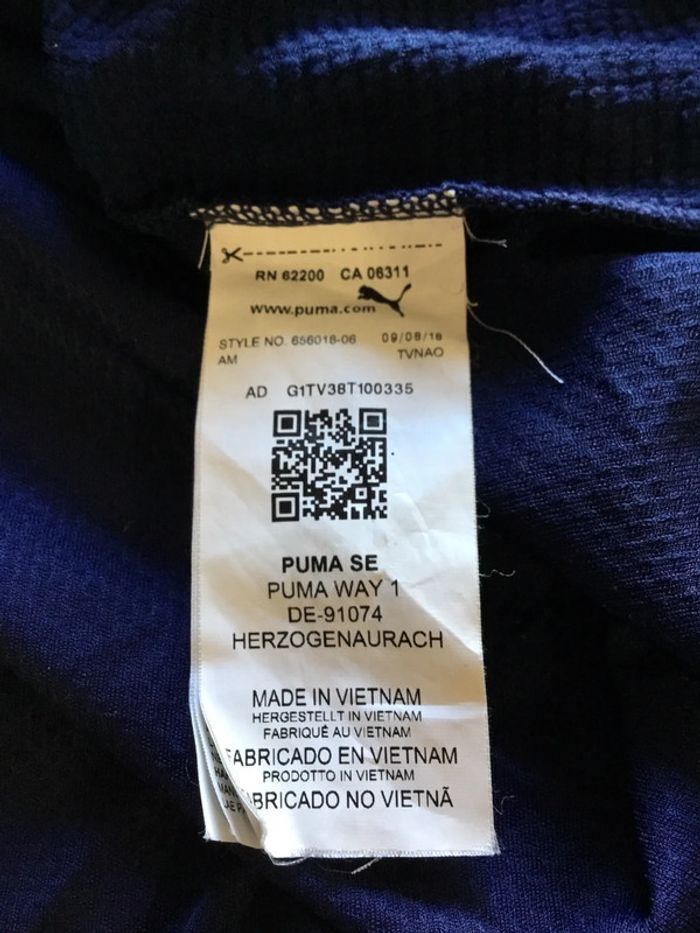 RN 62200 CA 06311
www.puma.com
STYLE NO. 656018-06 09/08/18
AM TVNAO
AD G1TV38T100335
PUMA SE
PUMA WAY 1
DE-91074
HERZOGENAURACH
MADE IN VIETNAM
HERGESTELLT IN VIETNAM
FABRIQUÉ AU VIETNAM
FABRICADO EN VIETNAM
PRODOTTO IN VIETNAM
BRICADO NO VIETNÃ